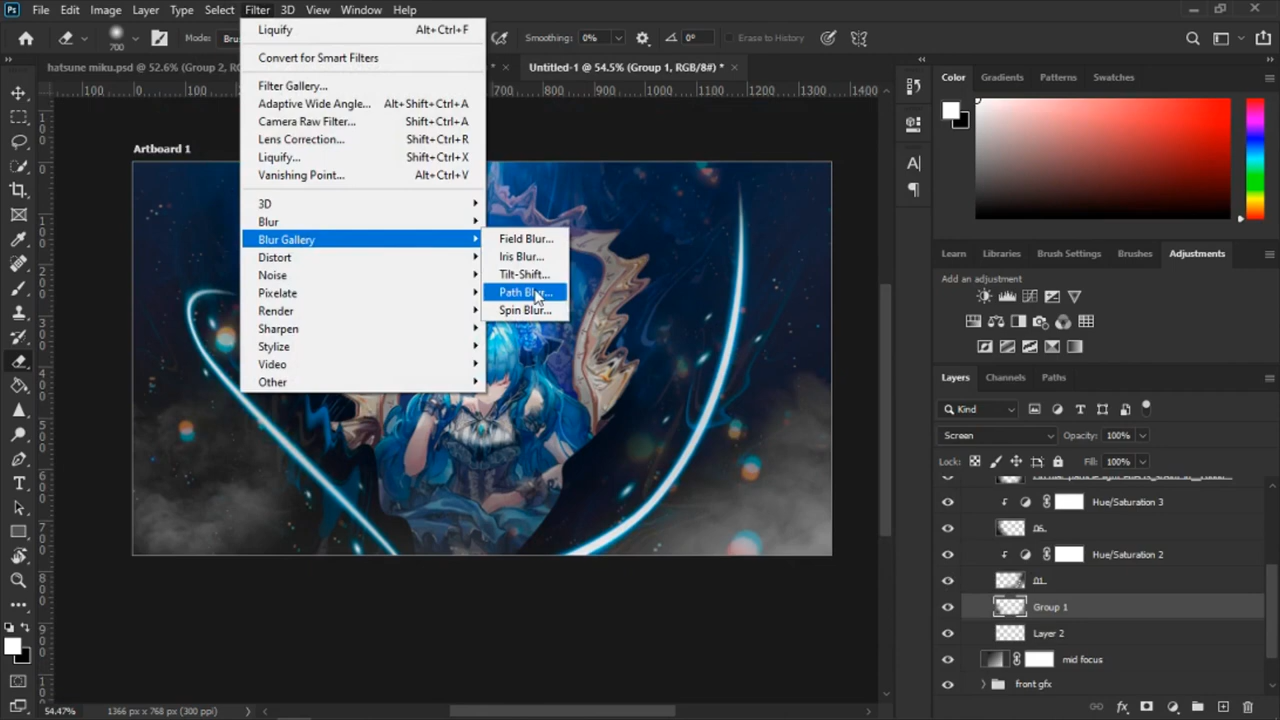 Ps File Edit Image Layer Type Select Filter 3D View Window Help
700 Mode: Smoothing: 0% 0° Erase to History
hatsune miku.psd @ 52.6% (Group 2, * × Untitled-1 @ 54.5% (Group 1, RGB/8#) * ×
100 0 700 800 900 1000 1100 1200 1300 1400
Artboard 1
Liquify Alt+Ctrl+F
Convert for Smart Filters
Filter Gallery...
Adaptive Wide Angle... Alt+Shift+Ctrl+A
Camera Raw Filter... Shift+Ctrl+A
Lens Correction... Shift+Ctrl+R
Liquify... Shift+Ctrl+X
Vanishing Point... Alt+Ctrl+V
3D
Blur
Blur Gallery
Distort
Noise
Pixelate
Render
Sharpen
Stylize
Video
Other
Field Blur...
Iris Blur...
Tilt-Shift...
Path Blur...
Spin Blur...
Color Gradients Patterns Swatches
Learn Libraries Brush Settings Brushes Adjustments
Add an adjustment
Layers Channels Paths
Kind
Screen Opacity: 100%
Lock: Fill: 100%
Hue/Saturation 3
06.
Hue/Saturation 2
01.
Group 1
Layer 2
mid focus
front gfx
54.47% 1366 px x 768 px (300 ppi)